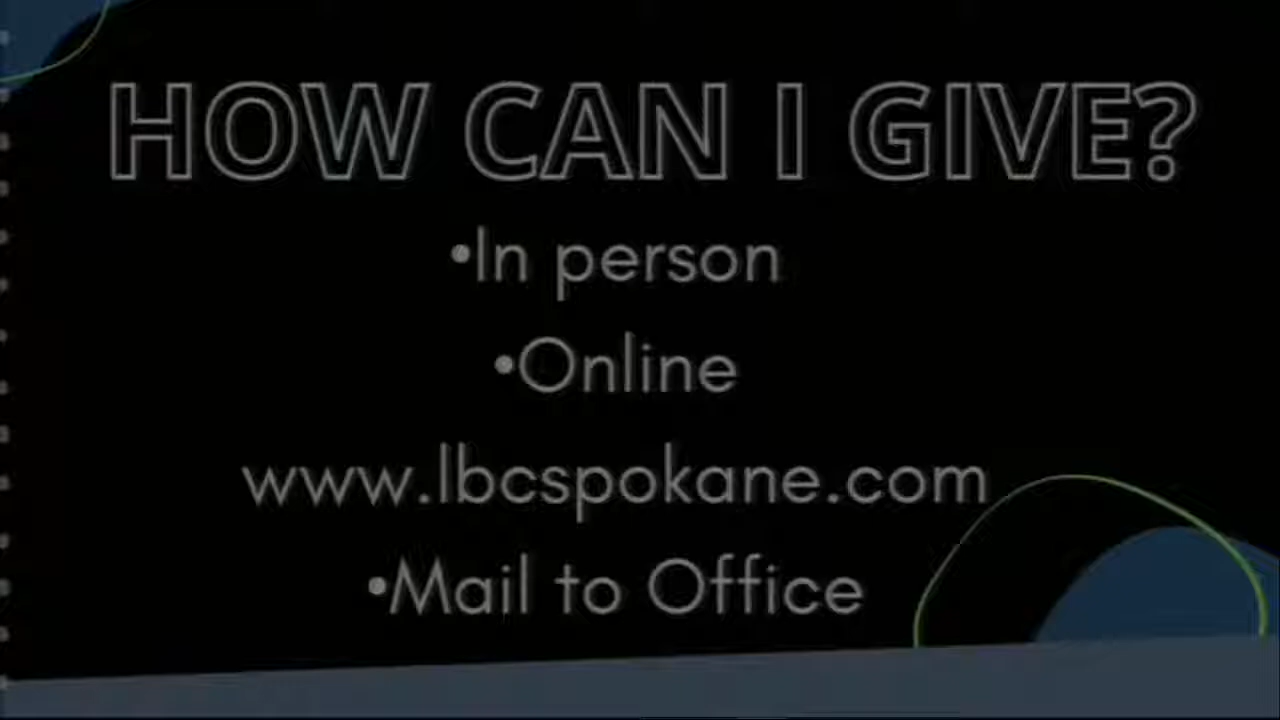 HOW CAN I GIVE?
•In person
•Online
www.lbcspokane.com
•Mail to Office